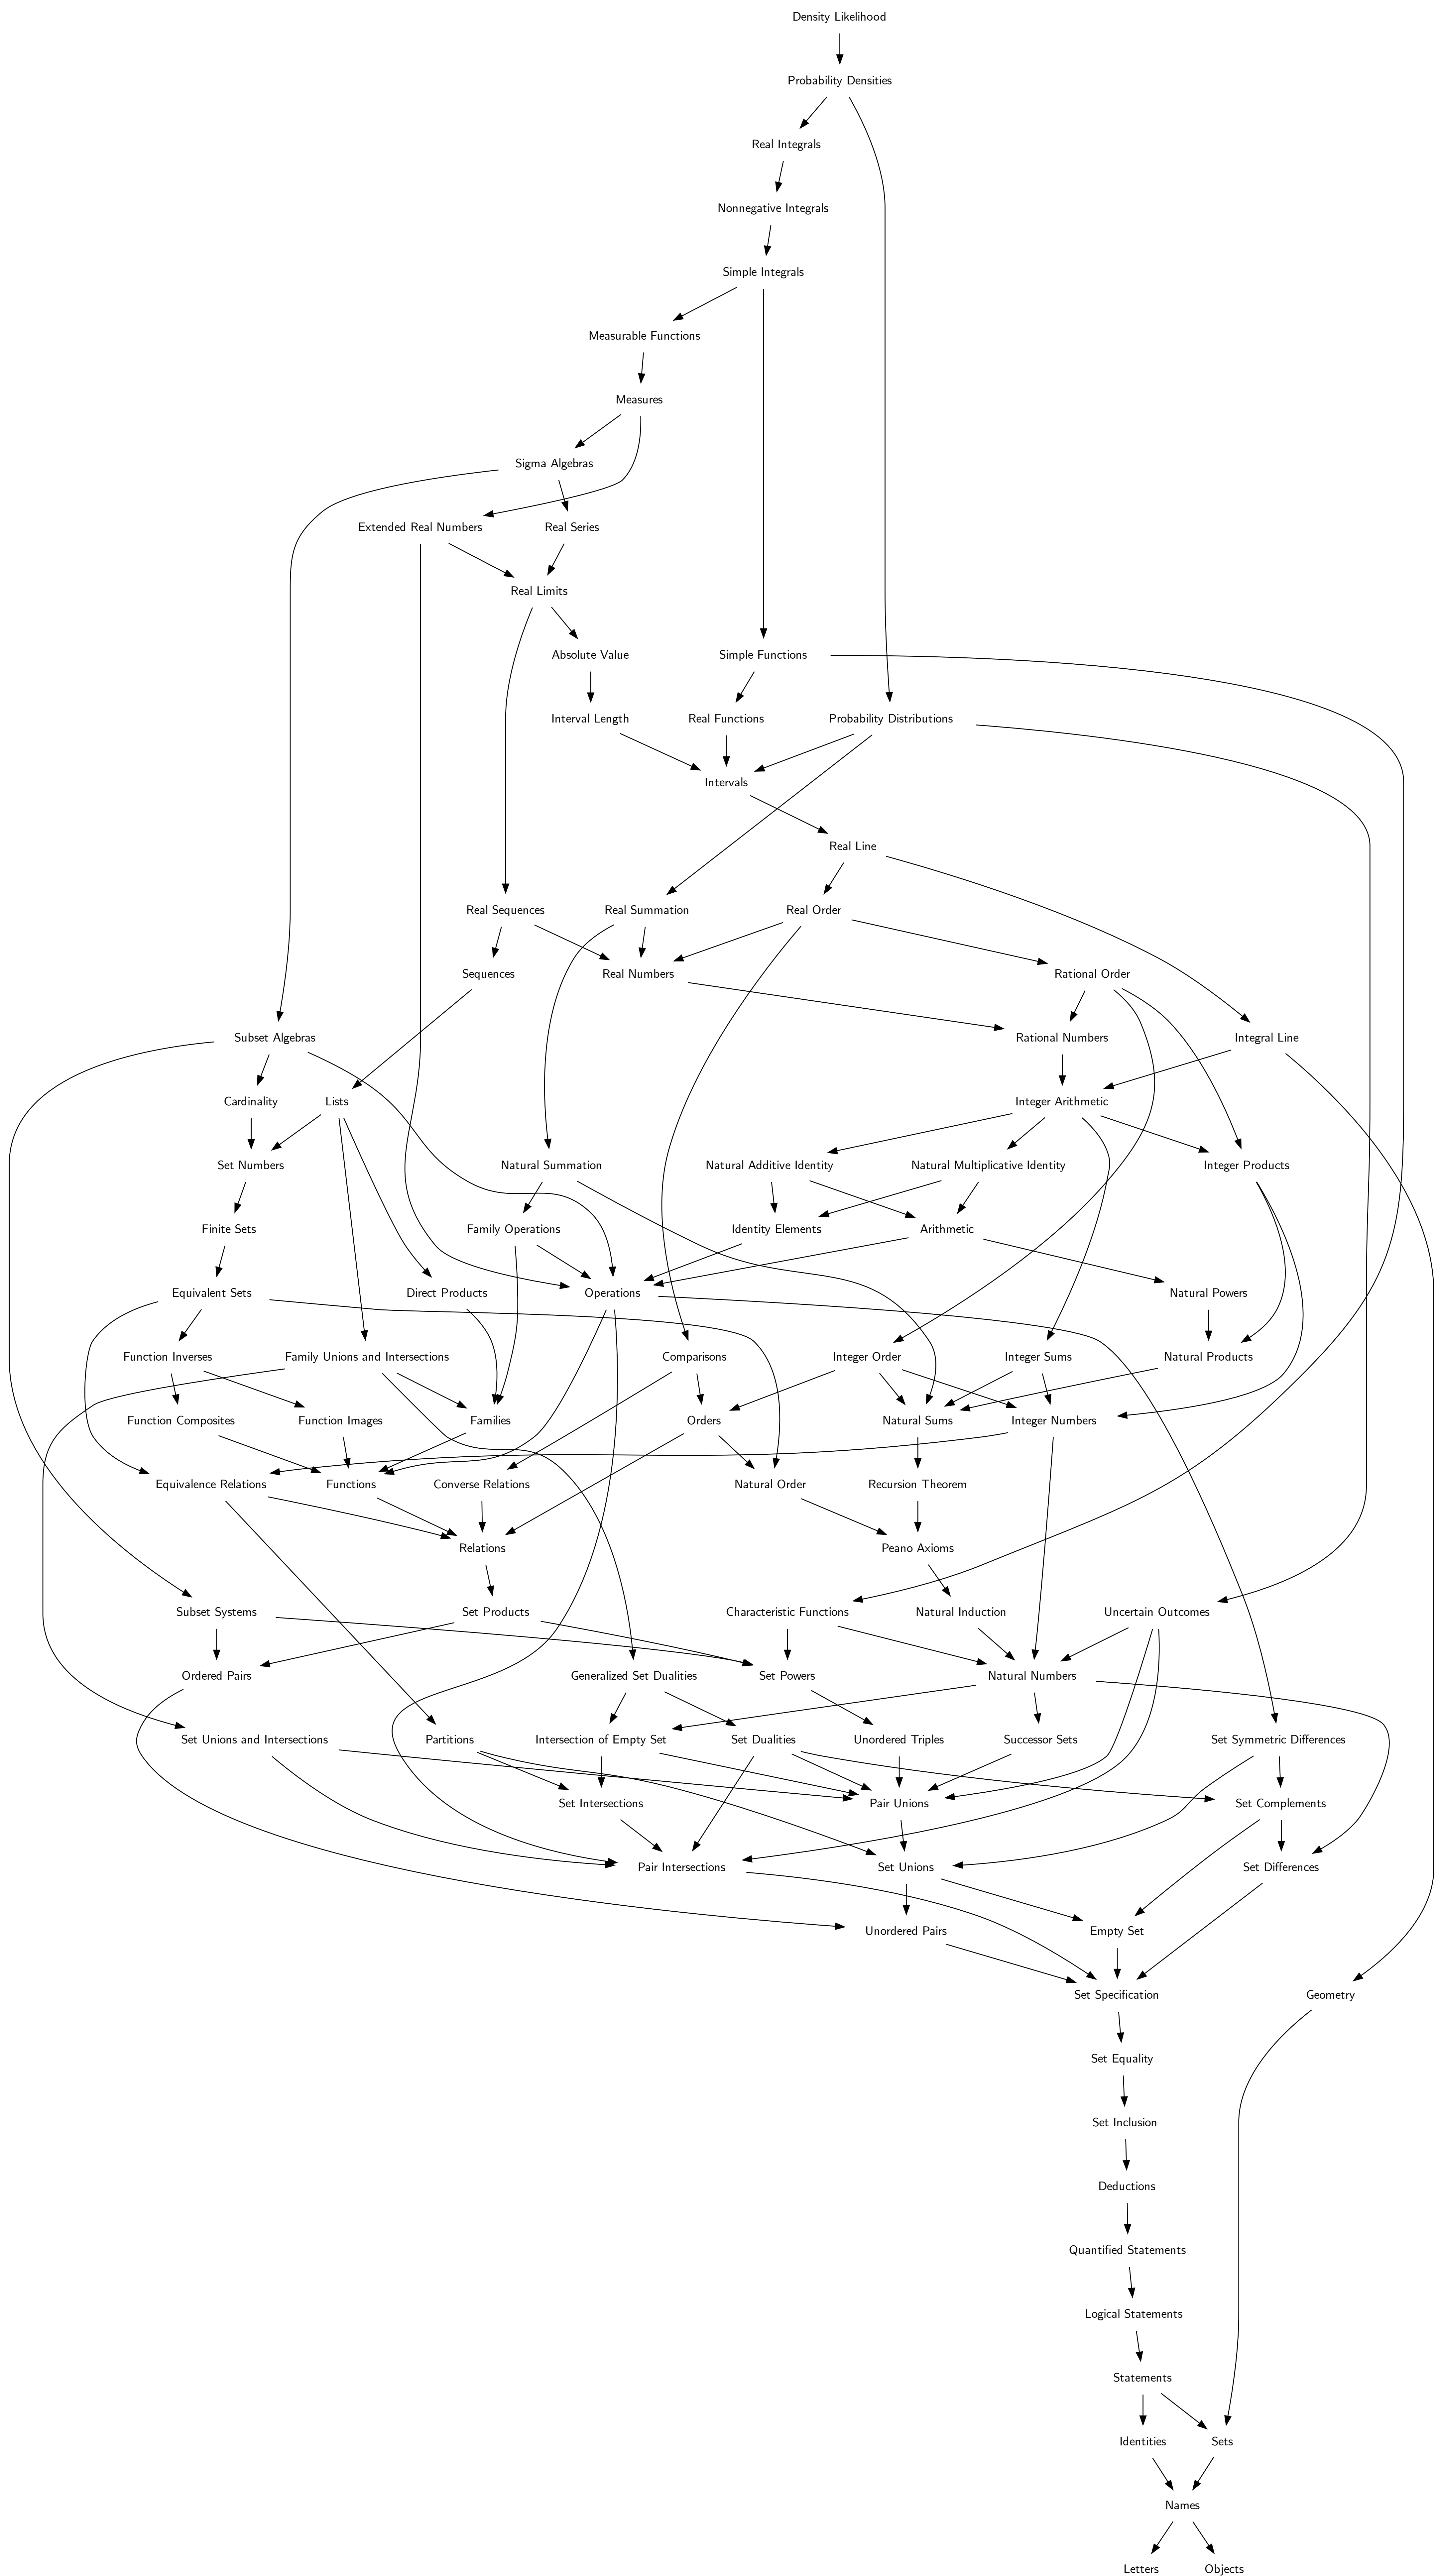 Density Likelihood
Probability Densities
Real Integrals
Nonnegative Integrals
Simple Integrals
Measurable Functions
Measures
Sigma Algebras
Extended Real Numbers
Real Series
Real Limits
Absolute Value
Simple Functions
Interval Length
Real Functions
Probability Distributions
Intervals
Real Line
Real Sequences
Real Summation
Real Order
Sequences
Real Numbers
Rational Order
Subset Algebras
Rational Numbers
Integral Line
Cardinality
Lists
Integer Arithmetic
Set Numbers
Natural Summation
Natural Additive Identity
Natural Multiplicative Identity
Integer Products
Finite Sets
Family Operations
Identity Elements
Arithmetic
Equivalent Sets
Direct Products
Operations
Natural Powers
Function Inverses
Family Unions and Intersections
Comparisons
Integer Order
Integer Sums
Natural Products
Function Composites
Function Images
Families
Orders
Natural Sums
Integer Numbers
Equivalence Relations
Functions
Converse Relations
Natural Order
Recursion Theorem
Relations
Peano Axioms
Subset Systems
Set Products
Characteristic Functions
Natural Induction
Uncertain Outcomes
Ordered Pairs
Generalized Set Dualities
Set Powers
Natural Numbers
Set Unions and Intersections
Partitions
Intersection of Empty Set
Set Dualities
Unordered Triples
Successor Sets
Set Symmetric Differences
Set Intersections
Pair Unions
Set Complements
Pair Intersections
Set Unions
Set Differences
Unordered Pairs
Empty Set
Set Specification
Geometry
Set Equality
Set Inclusion
Deductions
Quantified Statements
Logical Statements
Statements
Identities
Sets
Names
Letters
Objects